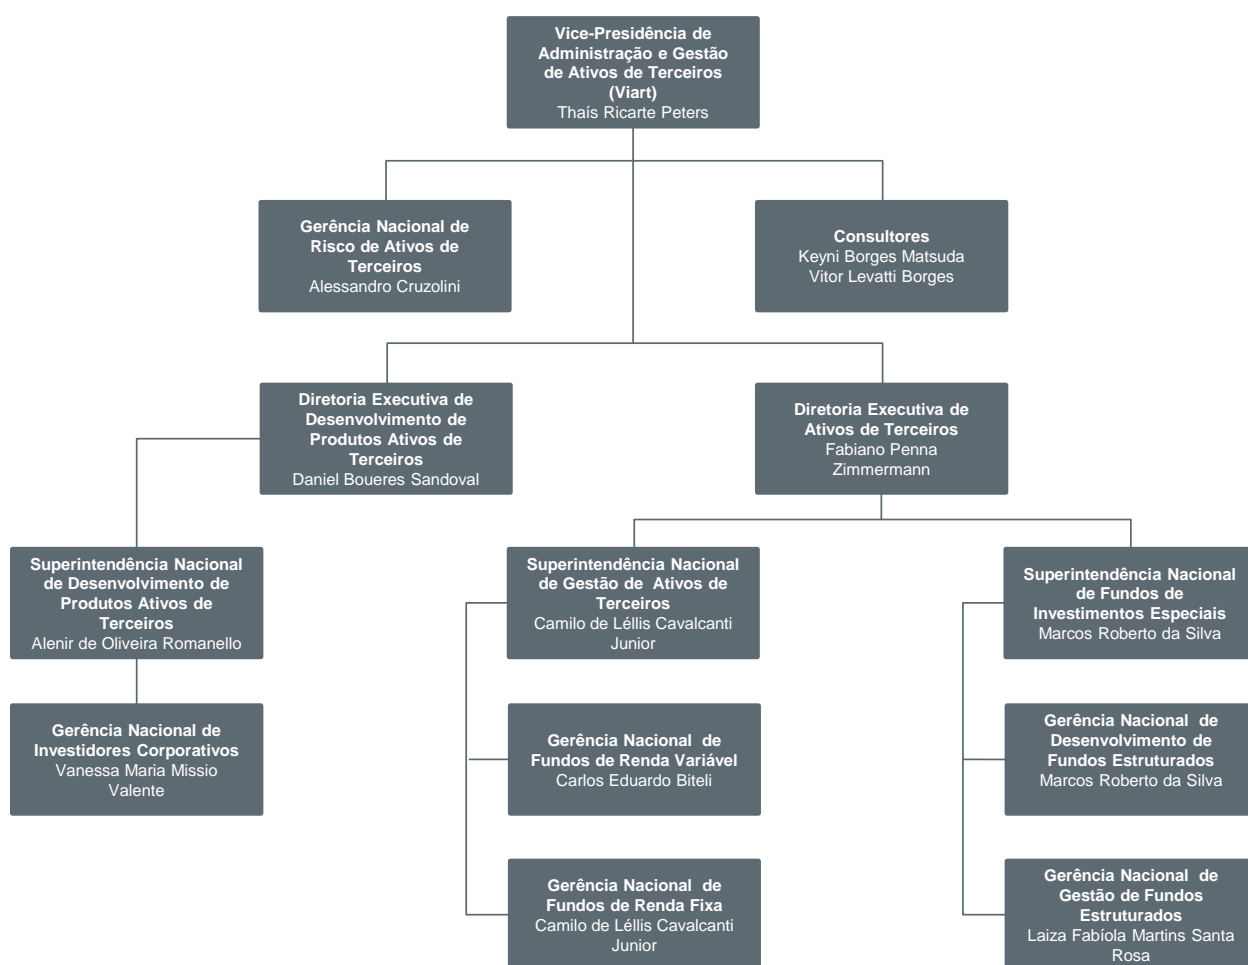 Vice-Presidência de
Administração e Gestão
de Ativos de Terceiros
(Viart)
Thaís Ricarte Peters
Gerência Nacional de
Risco de Ativos de
Terceiros
Alessandro Cruzolini
Consultores
Keyni Borges Matsuda
Vitor Levatti Borges
Diretoria Executiva de
Desenvolvimento de
Produtos Ativos de
Terceiros
Daniel Boueres Sandoval
Diretoria Executiva de
Ativos de Terceiros
Fabiano Penna
Zimmermann
Superintendência Nacional
de Desenvolvimento de
Produtos Ativos de
Terceiros
Alenir de Oliveira Romanello
Superintendência Nacional
de Gestão de Ativos de
Terceiros
Camilo de Léllis Cavalcanti
Junior
Superintendência Nacional
de Fundos de
Investimentos Especiais
Marcos Roberto da Silva
Gerência Nacional de
Investidores Corporativos
Vanessa Maria Missio
Valente
Gerência Nacional de
Fundos de Renda Variável
Carlos Eduardo Biteli
Gerência Nacional de
Desenvolvimento de
Fundos Estruturados
Marcos Roberto da Silva
Gerência Nacional de
Fundos de Renda Fixa
Camilo de Léllis Cavalcanti
Junior
Gerência Nacional de
Gestão de Fundos
Estruturados
Laiza Fabíola Martins Santa
Rosa